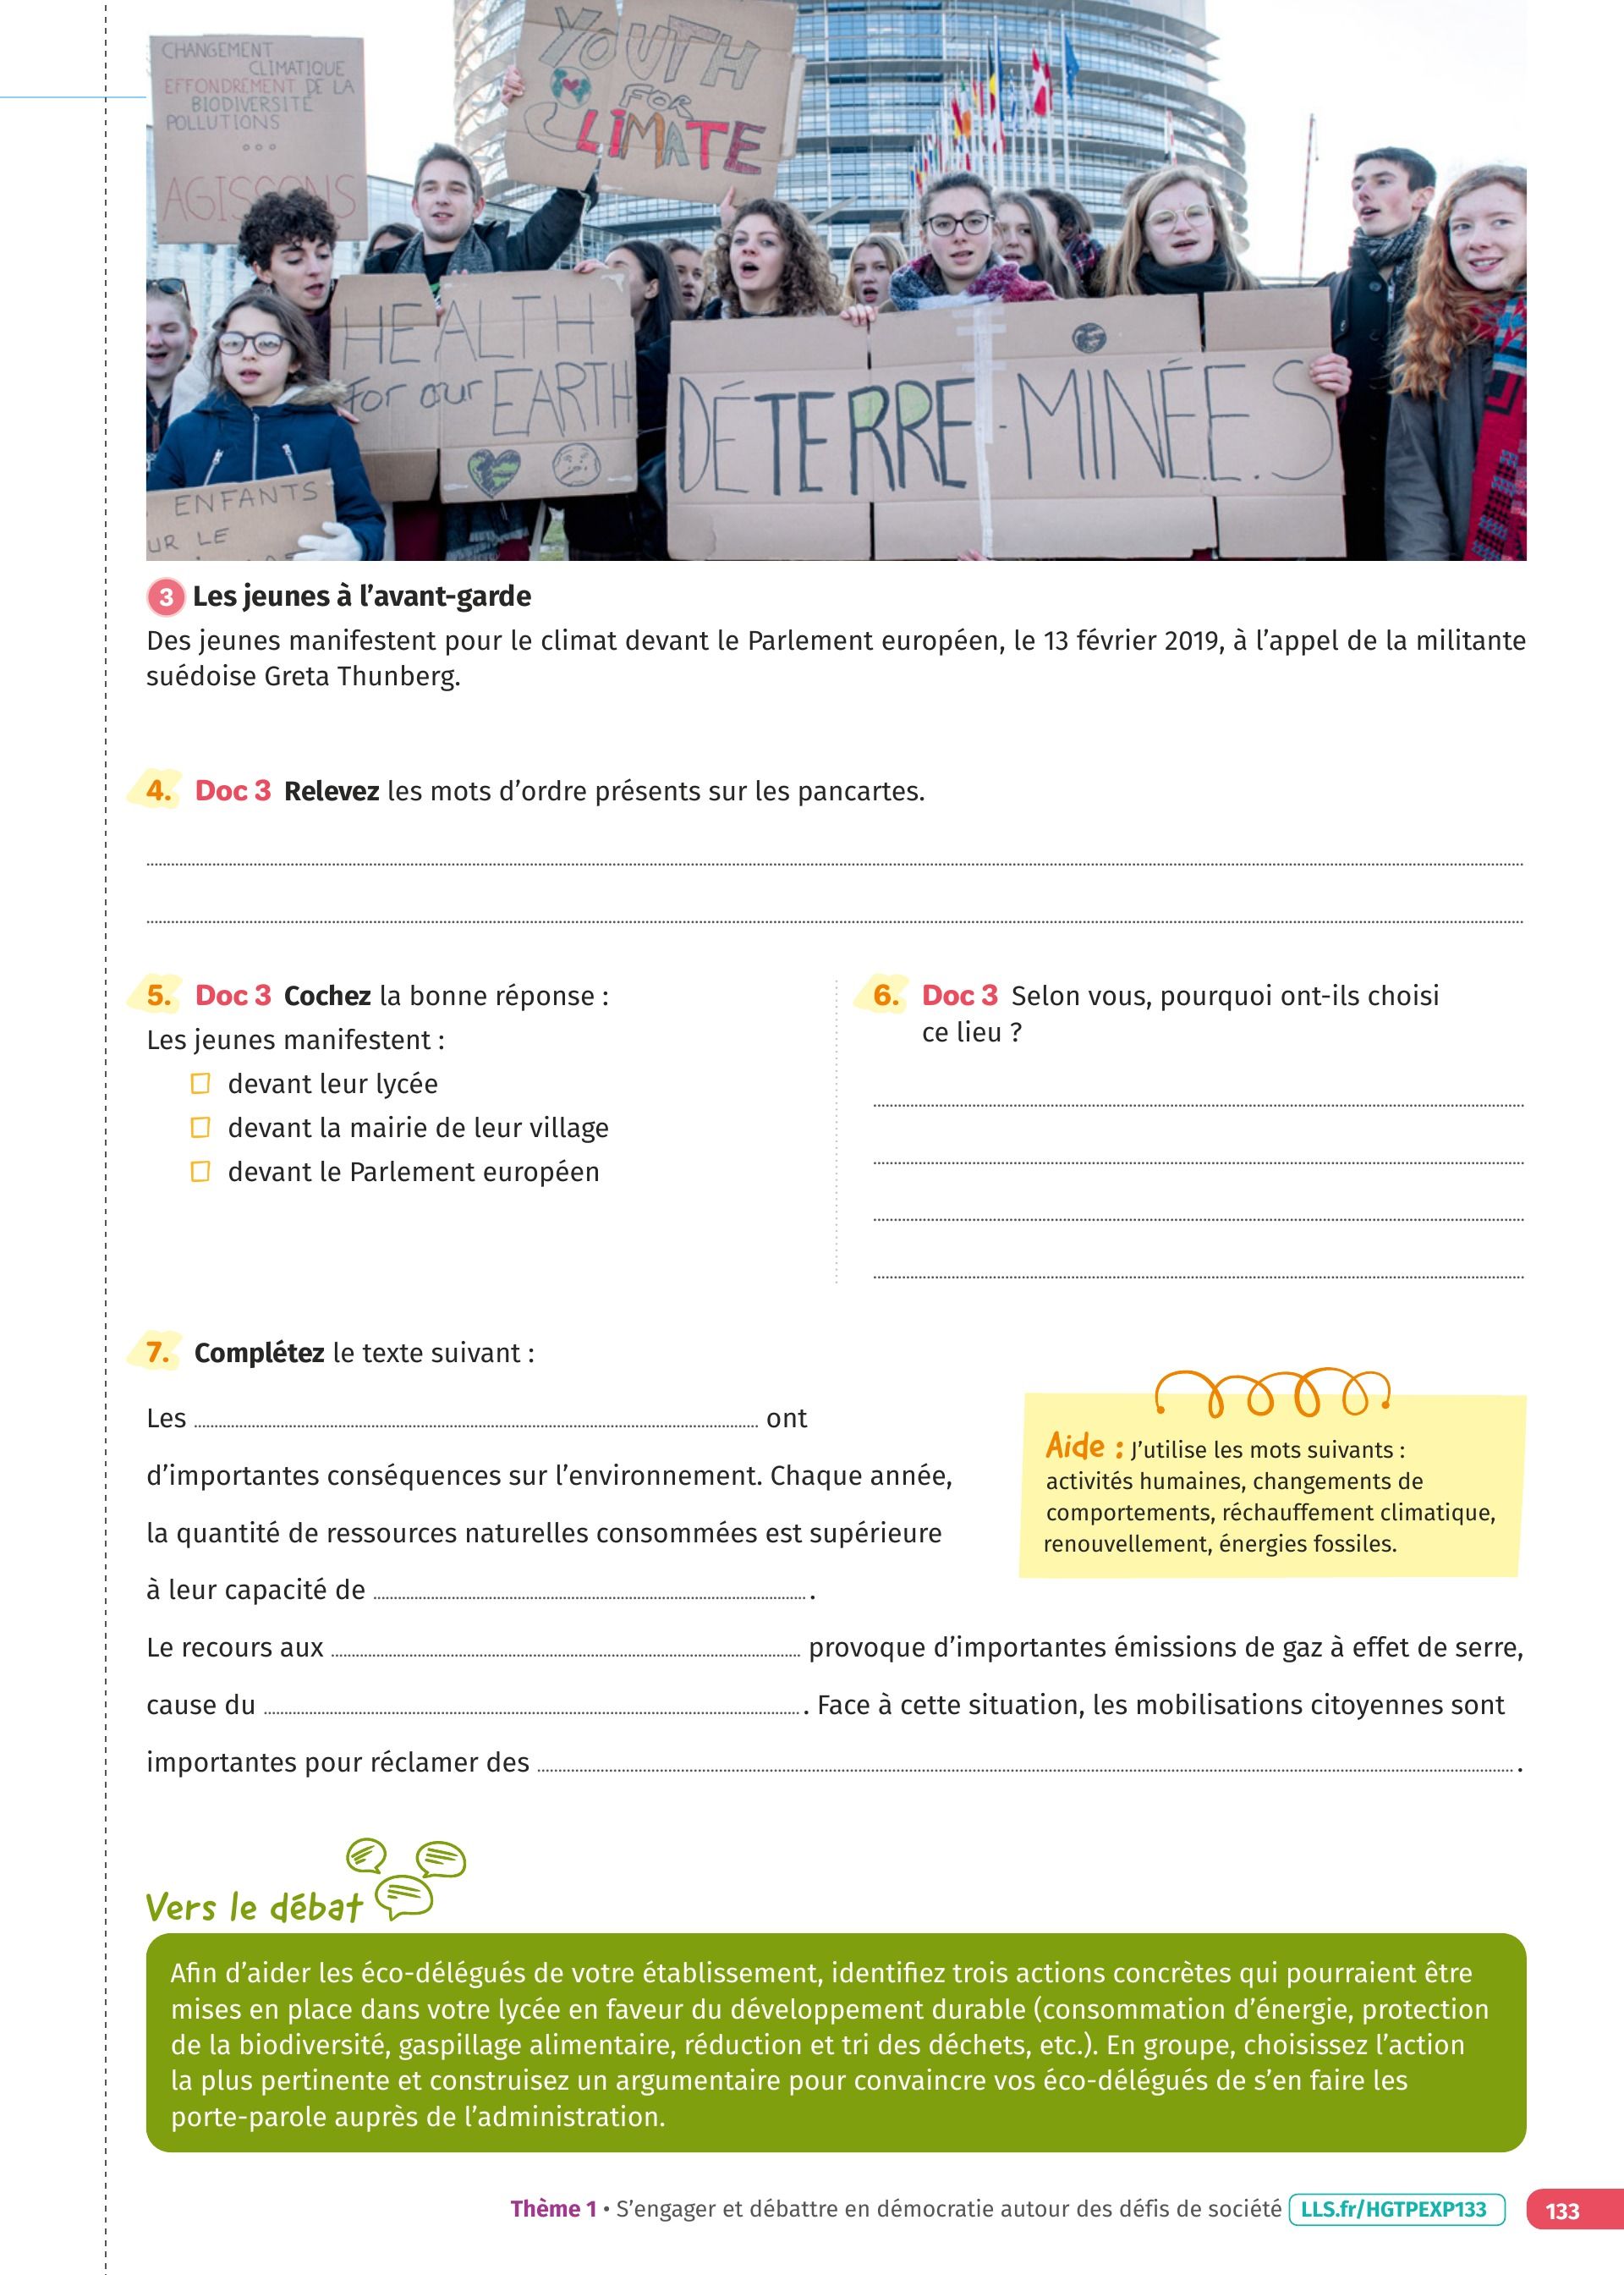 CHANGEMENT
CLIMATIQUE
EFFONDREMENT DE LA
BIODIVERSITÉ
POLLUTIONS
...
AGISSONS
YOUTH
FOR
CLIMATE
HEALTH
for our EARTH
DÉTERRE-MINÉE.S
ENFANTS
UR LE
3 Les jeunes à l’avant-garde
Des jeunes manifestent pour le climat devant le Parlement européen, le 13 février 2019, à l’appel de la militante
suédoise Greta Thunberg.
4. Doc 3 Relevez les mots d’ordre présents sur les pancartes.
5. Doc 3 Cochez la bonne réponse :
Les jeunes manifestent :
devant leur lycée
devant la mairie de leur village
devant le Parlement européen
6. Doc 3 Selon vous, pourquoi ont-ils choisi
ce lieu ?
7. Complétez le texte suivant :
Les ........ ont
d’importantes conséquences sur l’environnement. Chaque année,
la quantité de ressources naturelles consommées est supérieure
à leur capacité de ........ .
Le recours aux ........ provoque d’importantes émissions de gaz à effet de serre,
cause du ........ . Face à cette situation, les mobilisations citoyennes sont
importantes pour réclamer des ........ .
Aide : J’utilise les mots suivants :
activités humaines, changements de
comportements, réchauffement climatique,
renouvellement, énergies fossiles.
Vers le débat
Afin d’aider les éco-délégués de votre établissement, identifiez trois actions concrètes qui pourraient être
mises en place dans votre lycée en faveur du développement durable (consommation d’énergie, protection
de la biodiversité, gaspillage alimentaire, réduction et tri des déchets, etc.). En groupe, choisissez l’action
la plus pertinente et construisez un argumentaire pour convaincre vos éco-délégués de s’en faire les
porte-parole auprès de l’administration.
Thème 1 • S’engager et débattre en démocratie autour des défis de société LLS.fr/HGTPEXP133 133